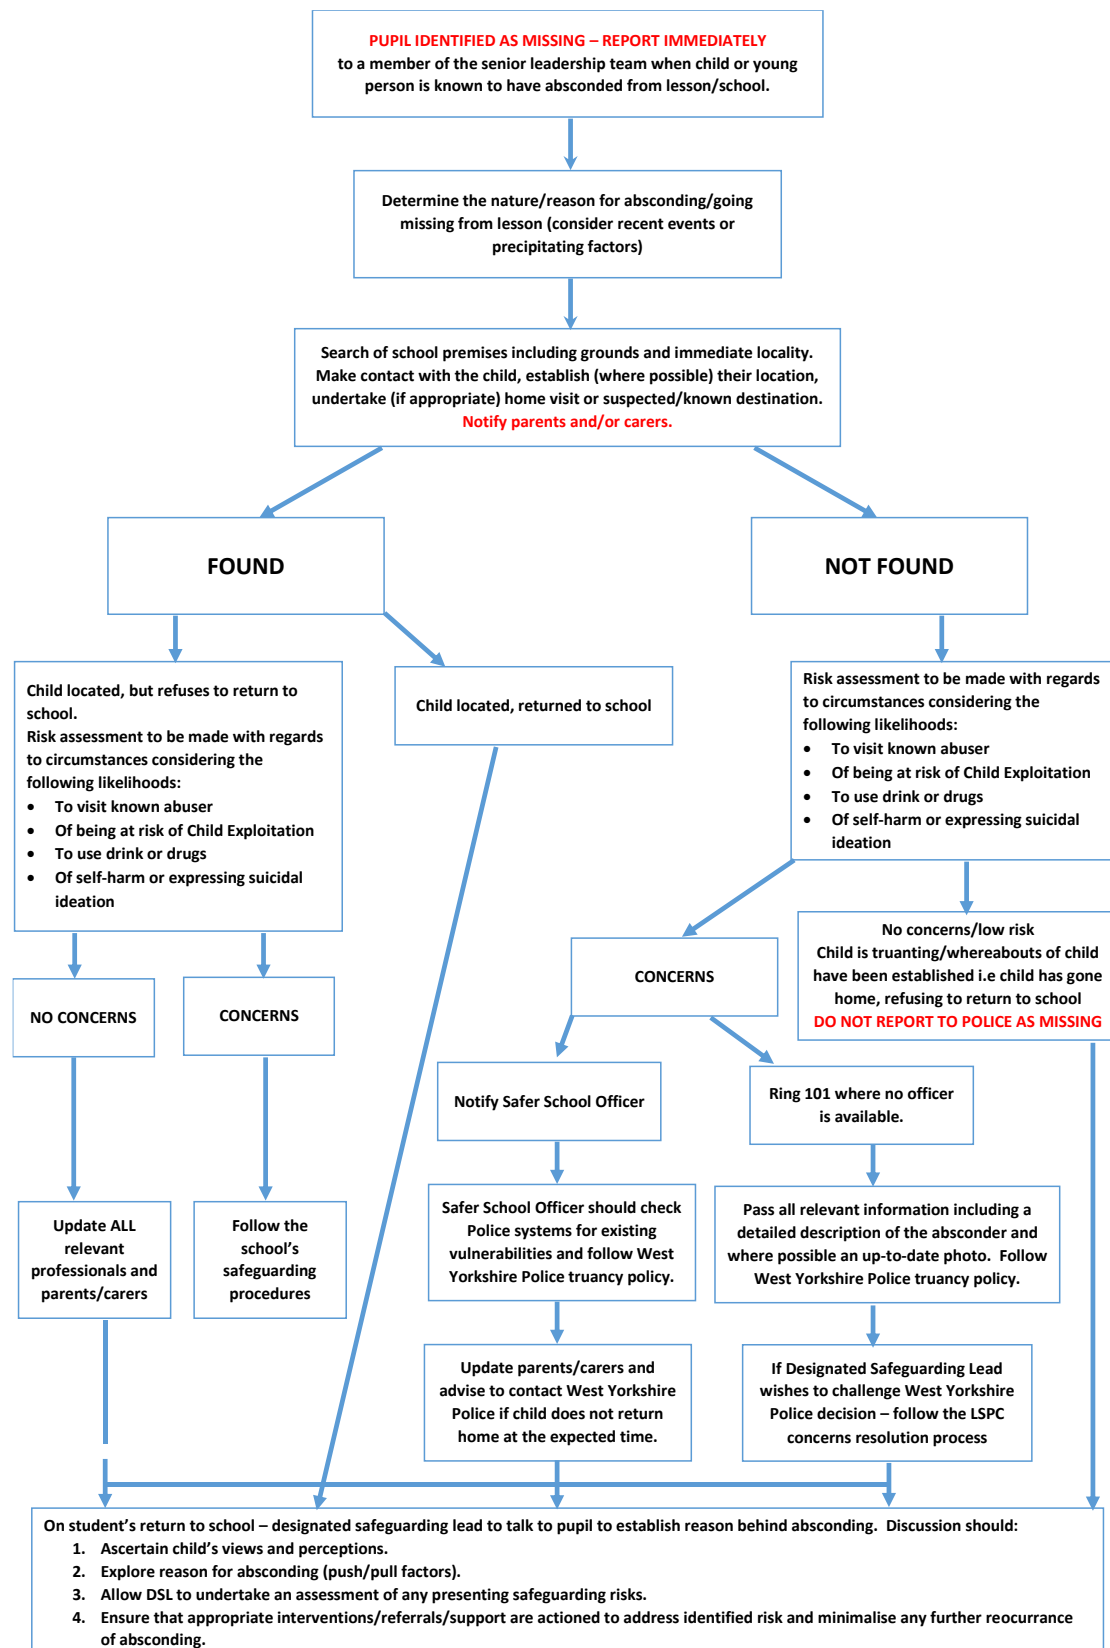 PUPIL IDENTIFIED AS MISSING – REPORT IMMEDIATELY
to a member of the senior leadership team when child or young
person is known to have absconded from lesson/school.
Determine the nature/reason for absconding/going
missing from lesson (consider recent events or
precipitating factors)
Search of school premises including grounds and immediate locality.
Make contact with the child, establish (where possible) their location,
undertake (if appropriate) home visit or suspected/known destination.
Notify parents and/or carers.
FOUND
NOT FOUND
Child located, but refuses to return to
school.
Risk assessment to be made with regards
to circumstances considering the
following likelihoods:
• To visit known abuser
• Of being at risk of Child Exploitation
• To use drink or drugs
• Of self-harm or expressing suicidal
ideation
Child located, returned to school
Risk assessment to be made with regards
to circumstances considering the
following likelihoods:
• To visit known abuser
• Of being at risk of Child Exploitation
• To use drink or drugs
• Of self-harm or expressing suicidal
ideation
NO CONCERNS
CONCERNS
CONCERNS
No concerns/low risk
Child is truanting/whereabouts of child
have been established i.e child has gone
home, refusing to return to school
DO NOT REPORT TO POLICE AS MISSING
Notify Safer School Officer
Ring 101 where no officer
is available.
Update ALL
relevant
professionals and
parents/carers
Follow the
school's
safeguarding
procedures
Safer School Officer should check
Police systems for existing
vulnerabilities and follow West
Yorkshire Police truancy policy.
Pass all relevant information including a
detailed description of the absconder and
where possible an up-to-date photo.  Follow
West Yorkshire Police truancy policy.
Update parents/carers and
advise to contact West Yorkshire
Police if child does not return
home at the expected time.
If Designated Safeguarding Lead
wishes to challenge West Yorkshire
Police decision – follow the LSPC
concerns resolution process
On student's return to school – designated safeguarding lead to talk to pupil to establish reason behind absconding.  Discussion should:
1. Ascertain child's views and perceptions.
2. Explore reason for absconding (push/pull factors).
3. Allow DSL to undertake an assessment of any presenting safeguarding risks.
4. Ensure that appropriate interventions/referrals/support are actioned to address identified risk and minimalise any further reocurrance
of absconding.